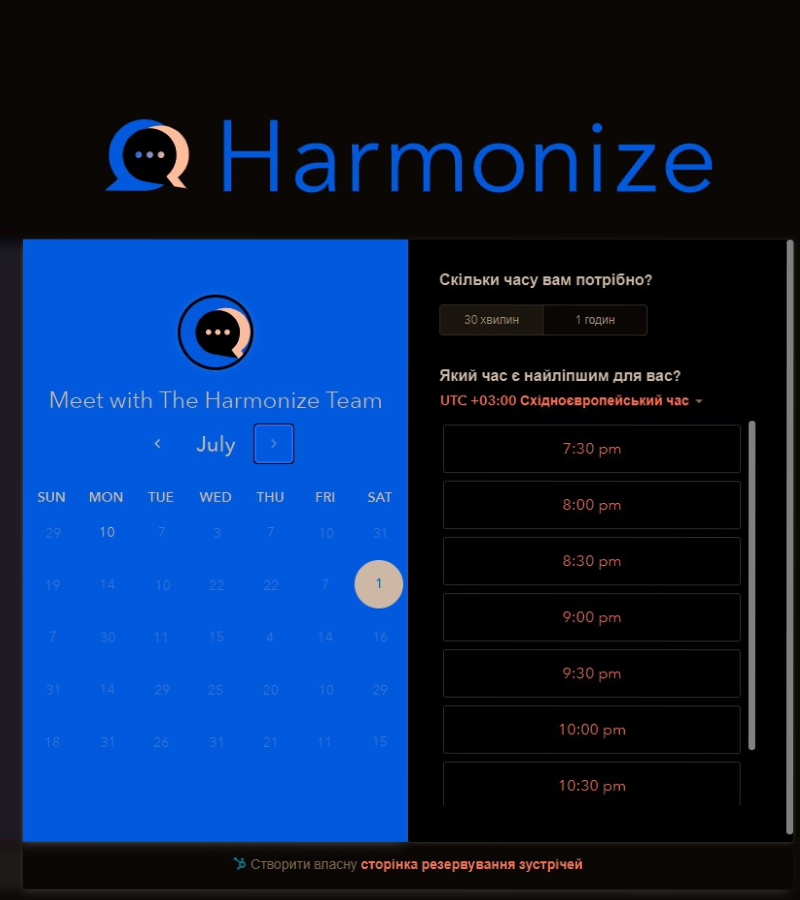 Harmonize
Meet with The Harmonize Team
July
SUN MON TUE WED THU FRI SAT
29 10 7 3 7 10 31
19 14 10 22 22 7 1
7 30 11 15 4 14 16
31 14 29 25 20 10 29
18 31 26 31 21 11 15
Скільки часу вам потрібно?
30 хвилин 1 годин
Який час є найліпшим для вас?
UTC +03:00 Східноєвропейський час
7:30 pm
8:00 pm
8:30 pm
9:00 pm
9:30 pm
10:00 pm
10:30 pm
Створити власну сторінка резервування зустрічей